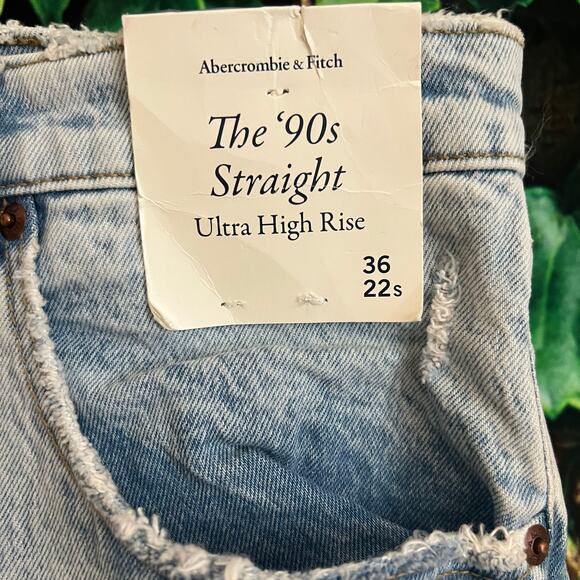 Abercrombie & Fitch
The ‘90s
Straight
Ultra High Rise
36
22s